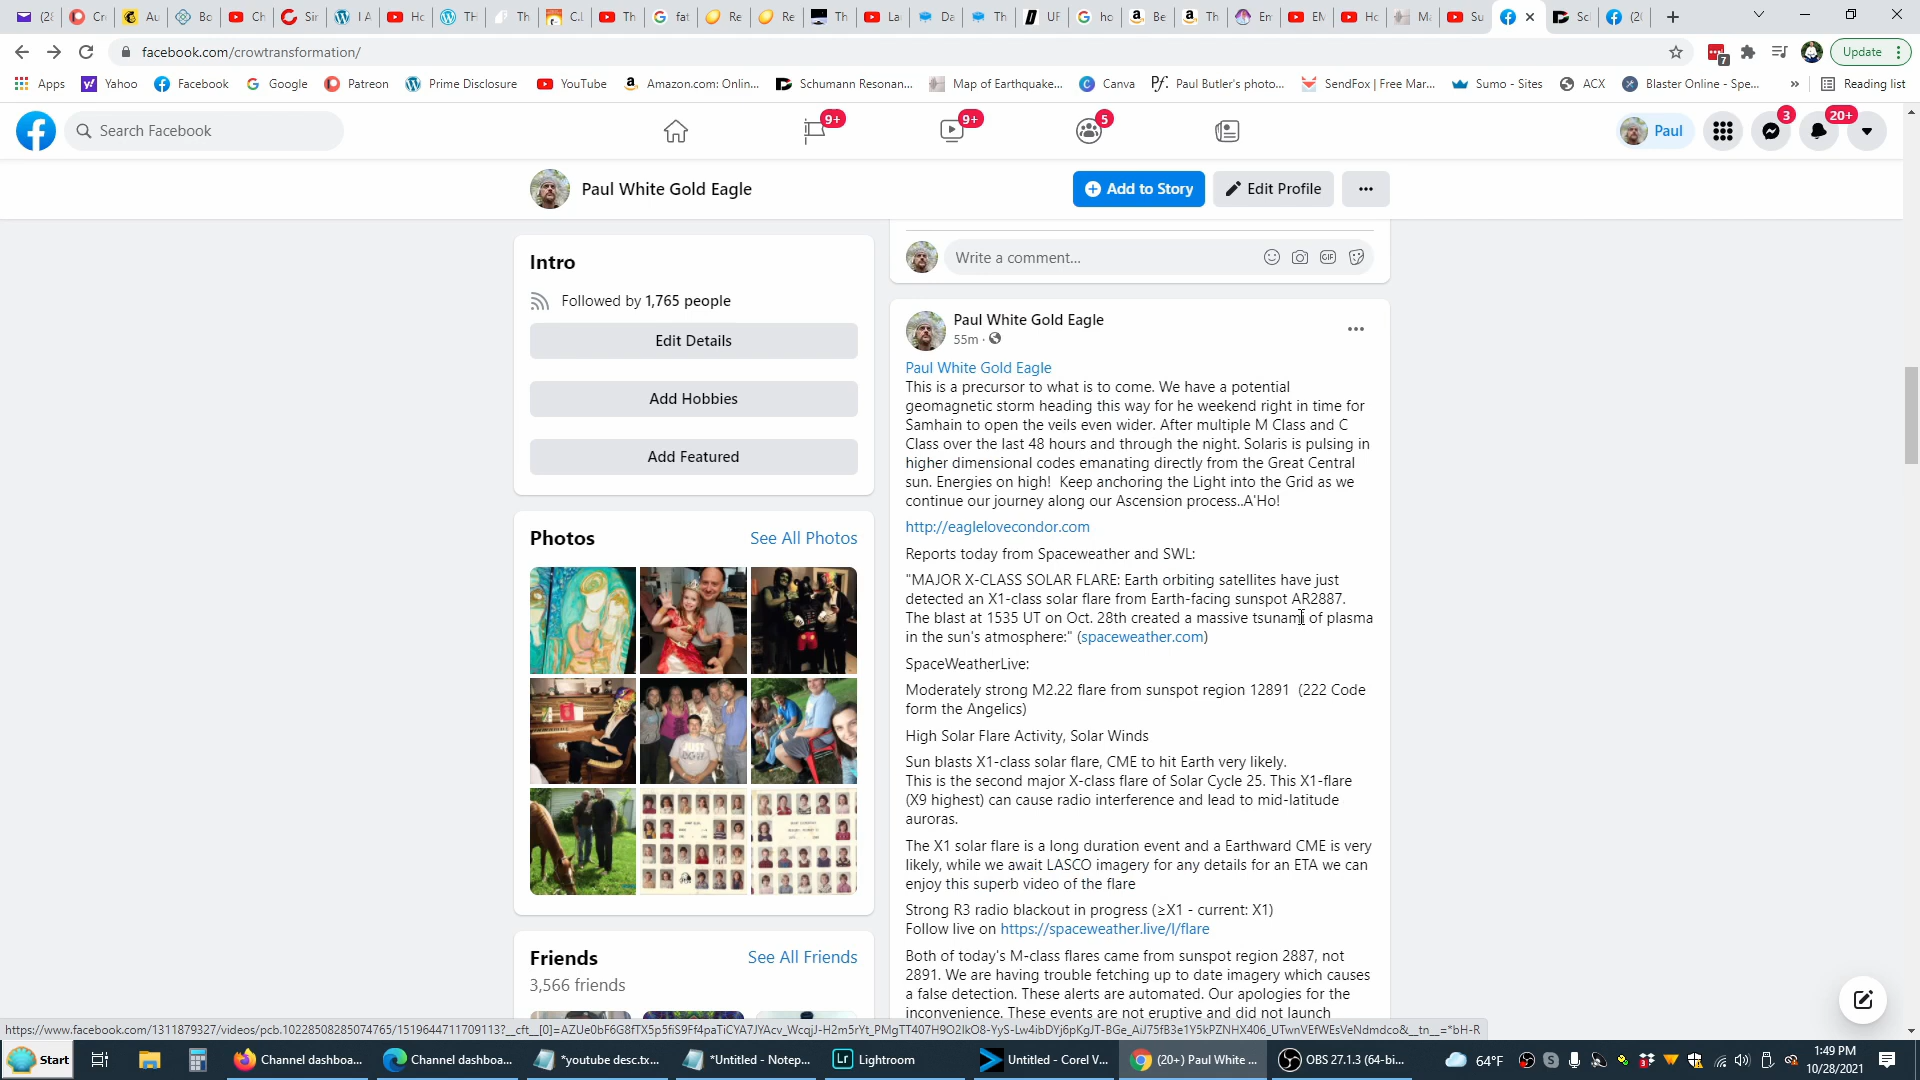 facebook.com/crowtransformation/
Update
Apps Yahoo Facebook Google Patreon Prime Disclosure YouTube Amazon.com: Onlin... Schumann Resonan... Map of Earthquake... Canva Paul Butler's photo... SendFox | Free Mar... Sumo - Sites ACX Blaster Online - Spe... » Reading list
Search Facebook
9+
9+
5
Paul
3
20+
Paul White Gold Eagle
Add to Story
Edit Profile
Intro
Followed by 1,765 people
Edit Details
Add Hobbies
Add Featured
Photos
See All Photos
Friends
See All Friends
3,566 friends
Write a comment...
GIF
Paul White Gold Eagle
55m ·
Paul White Gold Eagle
This is a precursor to what is to come. We have a potential
geomagnetic storm heading this way for he weekend right in time for
Samhain to open the veils even wider. After multiple M Class and C
Class over the last 48 hours and through the night. Solaris is pulsing in
higher dimensional codes emanating directly from the Great Central
sun. Energies on high! Keep anchoring the Light into the Grid as we
continue our journey along our Ascension process..A'Ho!
http://eaglelovecondor.com
Reports today from Spaceweather and SWL:
"MAJOR X-CLASS SOLAR FLARE: Earth orbiting satellites have just
detected an X1-class solar flare from Earth-facing sunspot AR2887.
The blast at 1535 UT on Oct. 28th created a massive tsunami of plasma
in the sun's atmosphere:" (spaceweather.com)
SpaceWeatherLive:
Moderately strong M2.22 flare from sunspot region 12891 (222 Code
form the Angelics)
High Solar Flare Activity, Solar Winds
Sun blasts X1-class solar flare, CME to hit Earth very likely.
This is the second major X-class flare of Solar Cycle 25. This X1-flare
(X9 highest) can cause radio interference and lead to mid-latitude
auroras.
The X1 solar flare is a long duration event and a Earthward CME is very
likely, while we await LASCO imagery for any details for an ETA we can
enjoy this superb video of the flare
Strong R3 radio blackout in progress (≥X1 - current: X1)
Follow live on https://spaceweather.live/l/flare
Both of today's M-class flares came from sunspot region 2887, not
2891. We are having trouble fetching up to date imagery which causes
a false detection. These alerts are automated. Our apologies for the
inconvenience. These events are not eruptive and did not launch
Start
Channel dashboa...
Channel dashboa...
*youtube desc.tx...
*Untitled - Notep...
Lightroom
Untitled - Corel V...
(20+) Paul White ...
OBS 27.1.3 (64-bi...
64°F
1:49 PM
10/28/2021